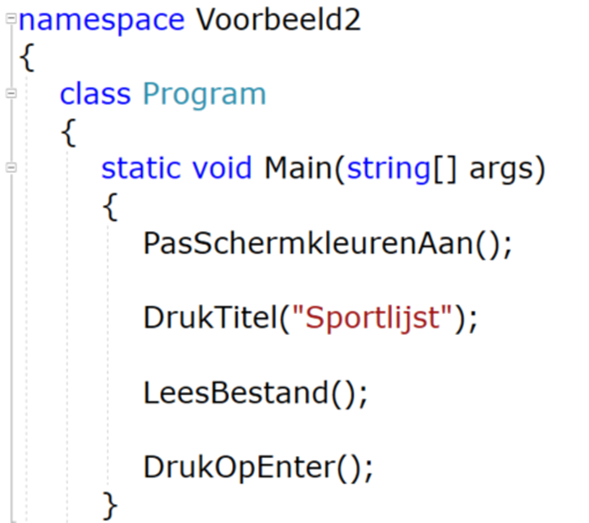 namespace Voorbeeld2
{
class Program
{
static void Main(string[] args)
{
PasSchermkleurenAan();
DrukTitel("Sportlijst");
LeesBestand();
DrukOpEnter();
}